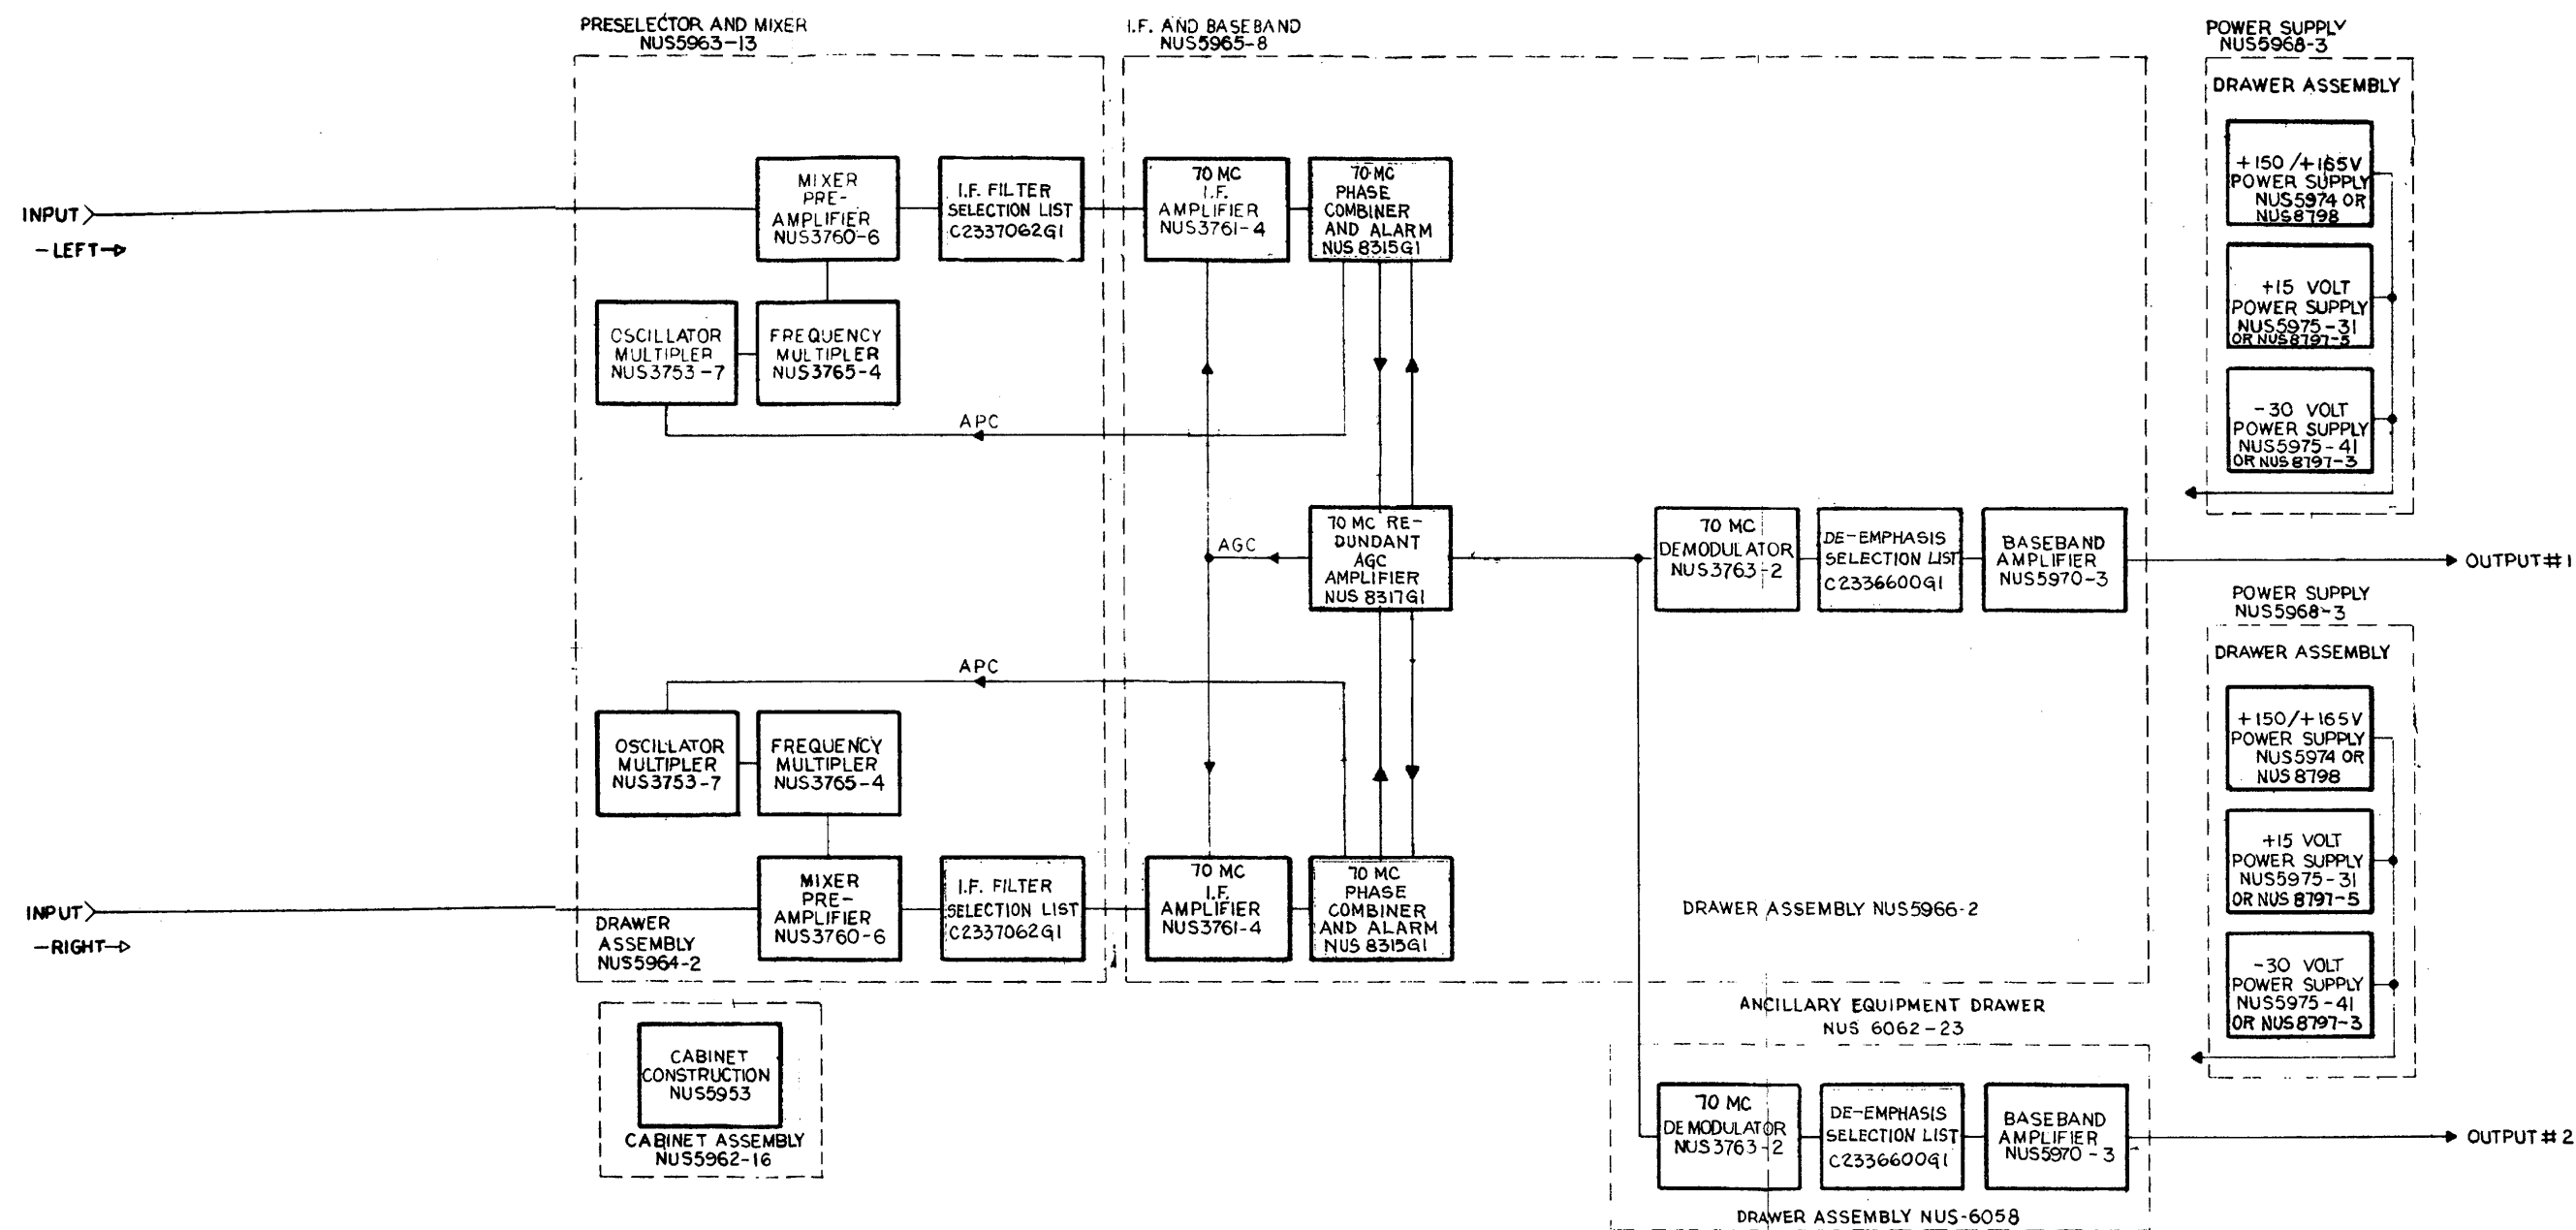 PRESELECTOR AND MIXER
NUS5963-13
I.F. AND BASEBAND
NUS5965-8
POWER SUPPLY
NUS5968-3
DRAWER ASSEMBLY
+150/+165V
POWER SUPPLY
NUS5974 OR
NUS8798
+15 VOLT
POWER SUPPLY
NUS5975-31
OR NUS8797-5
-30 VOLT
POWER SUPPLY
NUS5975-41
OR NUS8797-3
INPUT
-LEFT→
MIXER
PRE-
AMPLIFIER
NUS3760-6
I.F. FILTER
SELECTION LIST
C2337062G1
70 MC
I.F.
AMPLIFIER
NUS3761-4
70 MC
PHASE
COMBINER
AND ALARM
NUS 8315G1
OSCILLATOR
MULTIPLER
NUS3753-7
FREQUENCY
MULTIPLER
NUS3765-4
APC
AGC
70 MC RE-
DUNDANT
AGC
AMPLIFIER
NUS 8317G1
70 MC
DEMODULATOR
NUS3763-2
DE-EMPHASIS
SELECTION LIST
C2336600G1
BASEBAND
AMPLIFIER
NUS5970-3
OUTPUT#1
POWER SUPPLY
NUS5968-3
DRAWER ASSEMBLY
+150/+165V
POWER SUPPLY
NUS5974 OR
NUS8798
+15 VOLT
POWER SUPPLY
NUS5975-31
OR NUS8797-5
-30 VOLT
POWER SUPPLY
NUS5975-41
OR NUS8797-3
APC
OSCILLATOR
MULTIPLER
NUS3753-7
FREQUENCY
MULTIPLER
NUS3765-4
INPUT
-RIGHT→
DRAWER
ASSEMBLY
NUS5964-2
MIXER
PRE-
AMPLIFIER
NUS3760-6
I.F. FILTER
SELECTION LIST
C2337062G1
70 MC
I.F.
AMPLIFIER
NUS3761-4
70 MC
PHASE
COMBINER
AND ALARM
NUS 8315G1
DRAWER ASSEMBLY NUS5966-2
CABINET
CONSTRUCTION
NUS5953
CABINET ASSEMBLY
NUS5962-16
ANCILLARY EQUIPMENT DRAWER
NUS 6062-23
70 MC
DEMODULATOR
NUS3763-2
DE-EMPHASIS
SELECTION LIST
C2336600G1
BASEBAND
AMPLIFIER
NUS5970-3
OUTPUT#2
DRAWER ASSEMBLY NUS-6058